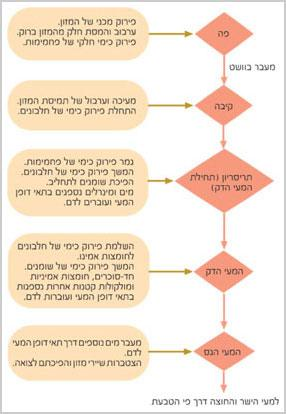 פה
פירוק מכני של המזון.
ערבוב והמסת חלק מהמזון ברוק.
פירוק כימי חלקי של פחמימות.
מעבר בוושט
קיבה
מעיכה וערבול של תמיסת המזון.
התחלת פירוק כימי של חלבונים.
תריסריון (תחילת
המעי הדק)
גמר פירוק כימי של פחמימות.
המשך פירוק כימי של חלבונים.
הפיכת שומנים לתחליב.
מים ומינרלים נספגים בתאי דופן
המעי ועוברים לדם.
המעי הדק
השלמת פירוק כימי של חלבונים
לחומצות אמינו.
המשך פירוק כימי של שומנים.
חד-סוכרים, חומצות אמיניות
ומולקולות קטנות אחרות נספגות
בתאי דופן המעי ועוברות לדם.
המעי הגס
מעבר מים נוספים דרך תאי דופן המעי
לדם.
הצטברות שיירי מזון והפיכתם לצואה.
למעי הישר והחוצה דרך פי הטבעת.